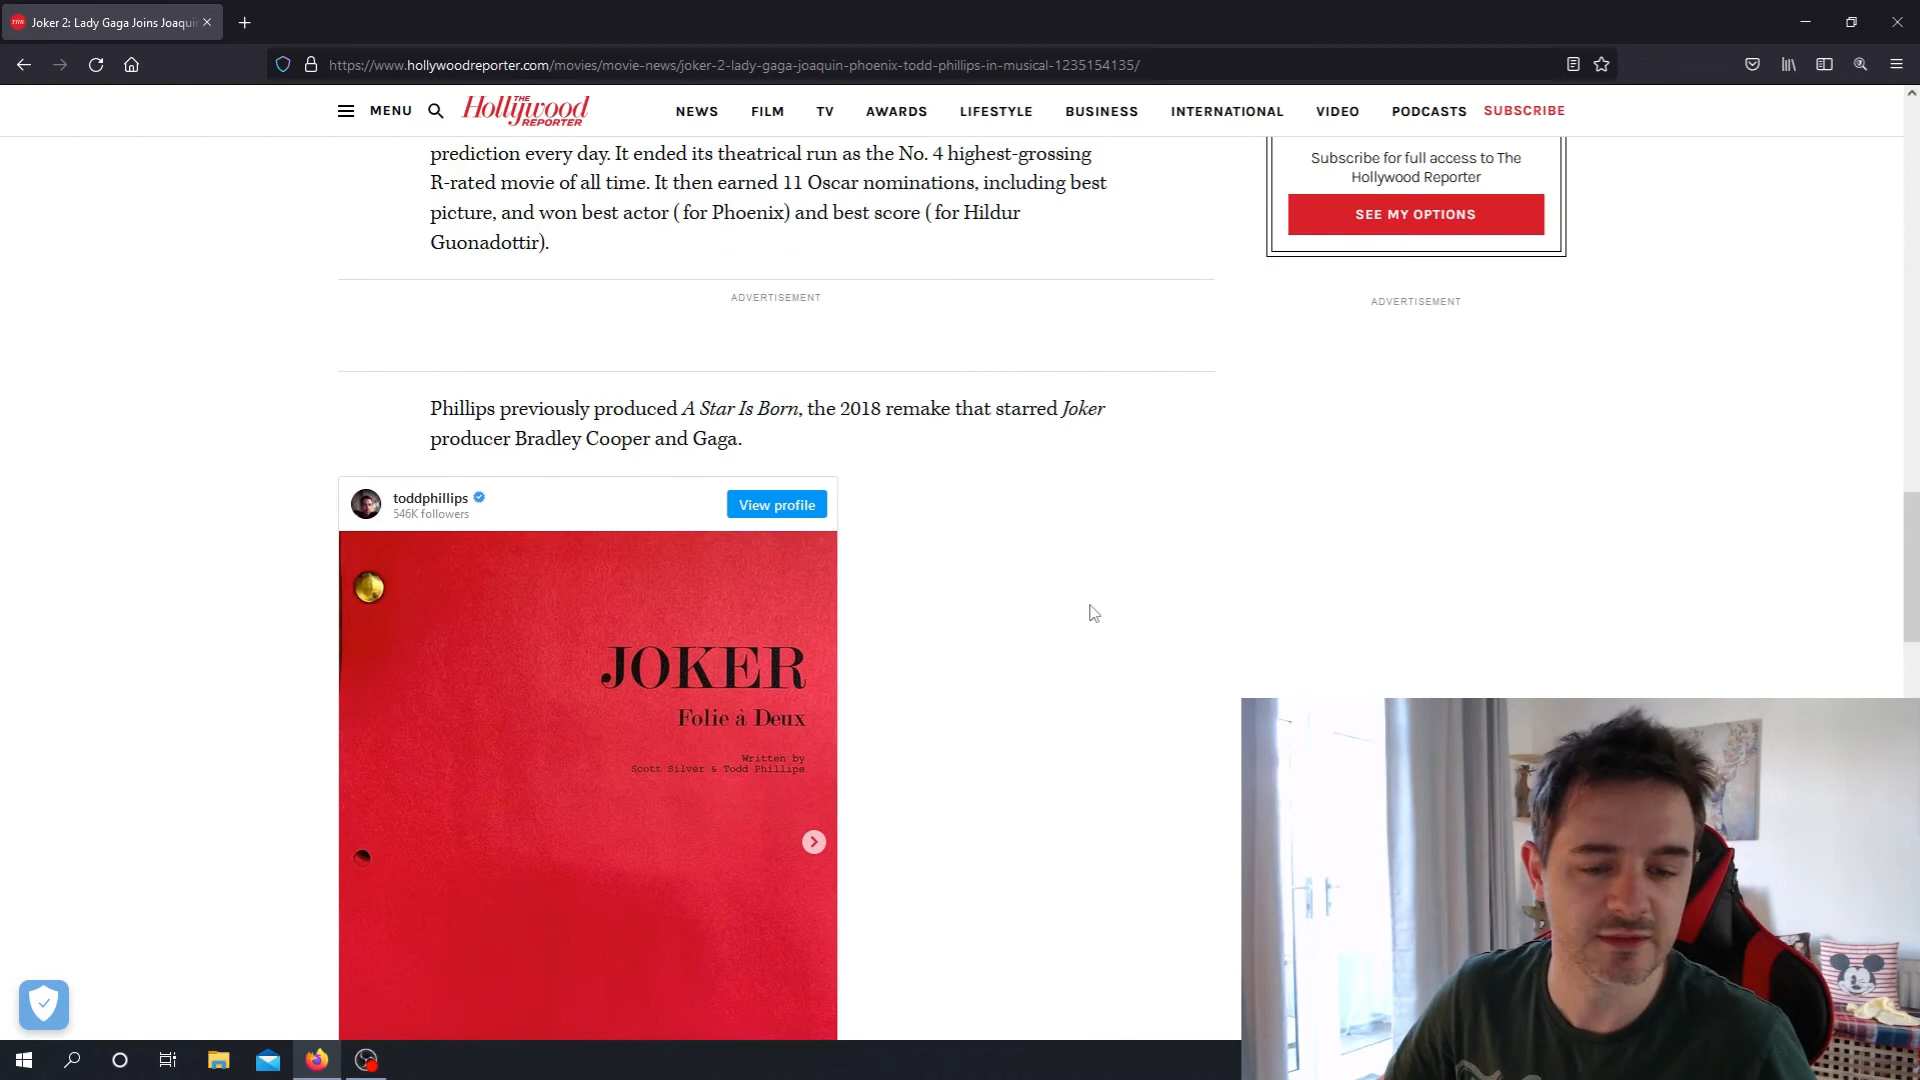 Joker 2: Lady Gaga Joins Joaquin
https://www.hollywoodreporter.com/movies/movie-news/joker-2-lady-gaga-joaquin-phoenix-todd-phillips-in-musical-1235154135/
MENU
THE
Hollywood
REPORTER
NEWS FILM TV AWARDS LIFESTYLE BUSINESS INTERNATIONAL VIDEO PODCASTS SUBSCRIBE
prediction every day. It ended its theatrical run as the No. 4 highest-grossing
R-rated movie of all time. It then earned 11 Oscar nominations, including best
picture, and won best actor (for Phoenix) and best score (for Hildur
Guonadottir).
Subscribe for full access to The
Hollywood Reporter
SEE MY OPTIONS
ADVERTISEMENT
ADVERTISEMENT
Phillips previously produced A Star Is Born, the 2018 remake that starred Joker
producer Bradley Cooper and Gaga.
toddphillips
546K followers
View profile
JOKER
Folie à Deux
Written by
Scott Silver & Todd Phillips